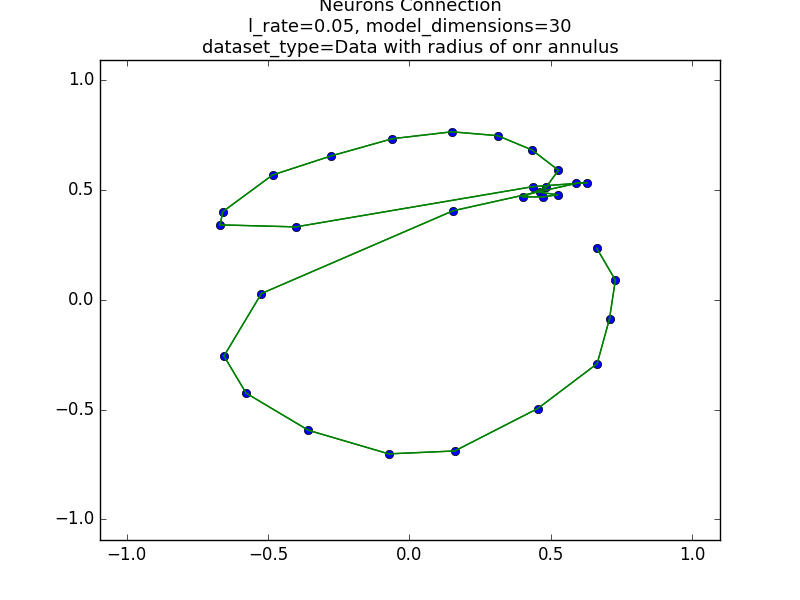 Neurons Connection
l_rate=0.05, model_dimensions=30
dataset_type=Data with radius of onr annulus
1.0
0.5
0.0
−0.5
−1.0
−1.0 −0.5 0.0 0.5 1.0